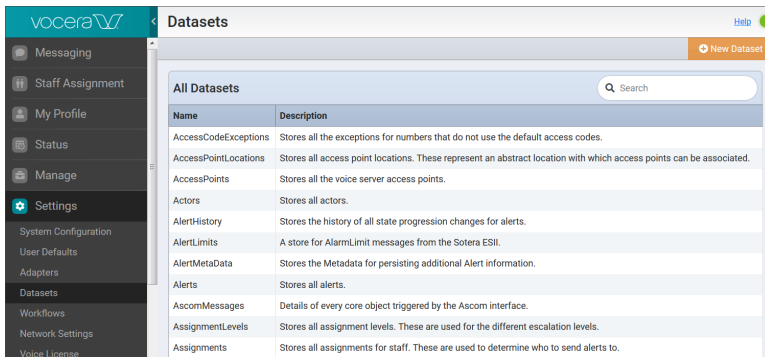 vocera
Datasets
Help
Messaging
New Dataset
Staff Assignment
All Datasets
Search
My Profile
Name Description
Status
AccessCodeExceptions Stores all the exceptions for numbers that do not use the default access codes.
AccessPointLocations Stores all access point locations. These represent an abstract location with which access points can be associated.
Manage
AccessPoints Stores all the voice server access points.
Settings
Actors Stores all actors.
AlertHistory Stores the history of all state progression changes for alerts.
System Configuration
AlertLimits A store for AlarmLimit messages from the Sotera ESII.
User Defaults
AlertMetaData Stores the Metadata for persisting additional Alert information.
Adapters
Alerts Stores all alerts.
Datasets
AscomMessages Details of every core object triggered by the Ascom interface.
Workflows
AssignmentLevels Stores all assignment levels. These are used for the different escalation levels.
Network Settings
Assignments Stores all assignments for staff. These are used to determine who to send alerts to.
Voice License